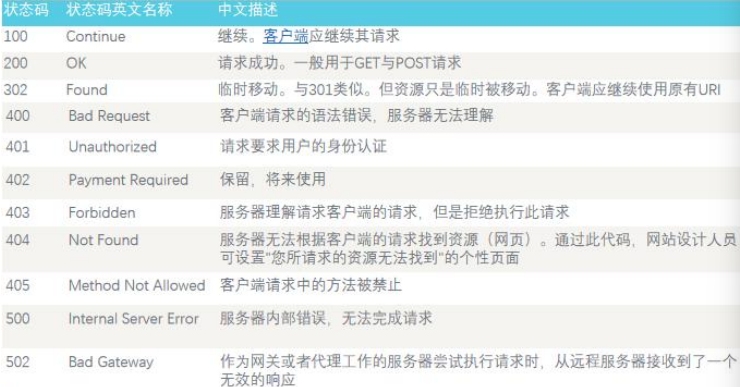 状态码 状态码英文名称 中文描述
100 Continue 继续。客户端应继续其请求
200 OK 请求成功。一般用于GET与POST请求
302 Found 临时移动。与301类似。但资源只是临时被移动。客户端应继续使用原有URI
400 Bad Request 客户端请求的语法错误，服务器无法理解
401 Unauthorized 请求要求用户的身份认证
402 Payment Required 保留，将来使用
403 Forbidden 服务器理解请求客户端的请求，但是拒绝执行此请求
404 Not Found 服务器无法根据客户端的请求找到资源（网页）。通过此代码，网站设计人员
可设置"您所请求的资源无法找到"的个性页面
405 Method Not Allowed 客户端请求中的方法被禁止
500 Internal Server Error 服务器内部错误，无法完成请求
502 Bad Gateway 作为网关或者代理工作的服务器尝试执行请求时，从远程服务器接收到了一个
无效的响应